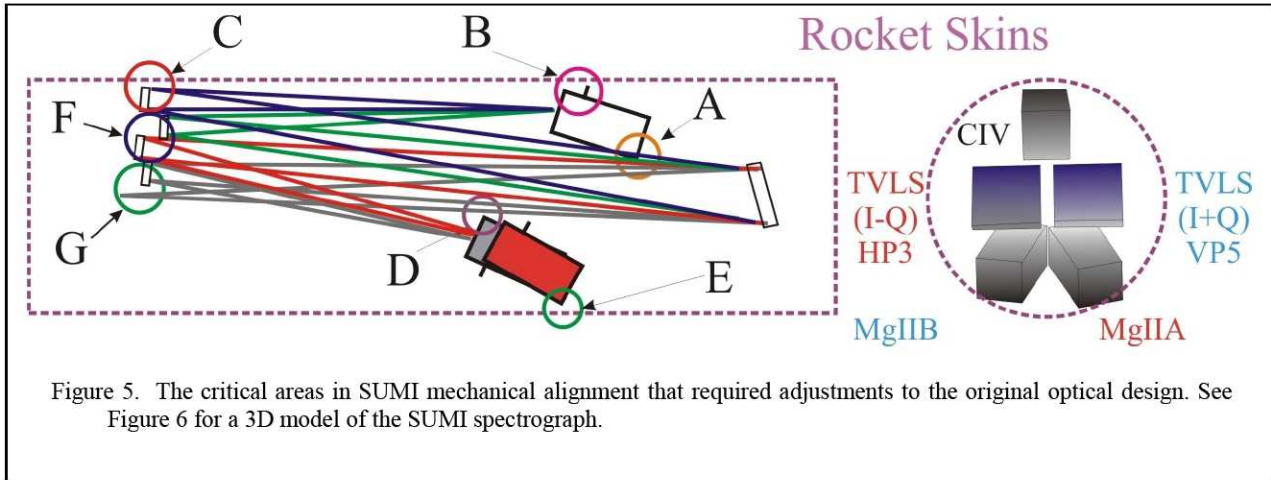 C
B
Rocket Skins
F
A
CIV
TVLS
(I-Q)
HP3
TVLS
(I+Q)
VP5
G
D
E
MgIIB
MgIIA
Figure 5. The critical areas in SUMI mechanical alignment that required adjustments to the original optical design. See
Figure 6 for a 3D model of the SUMI spectrograph.